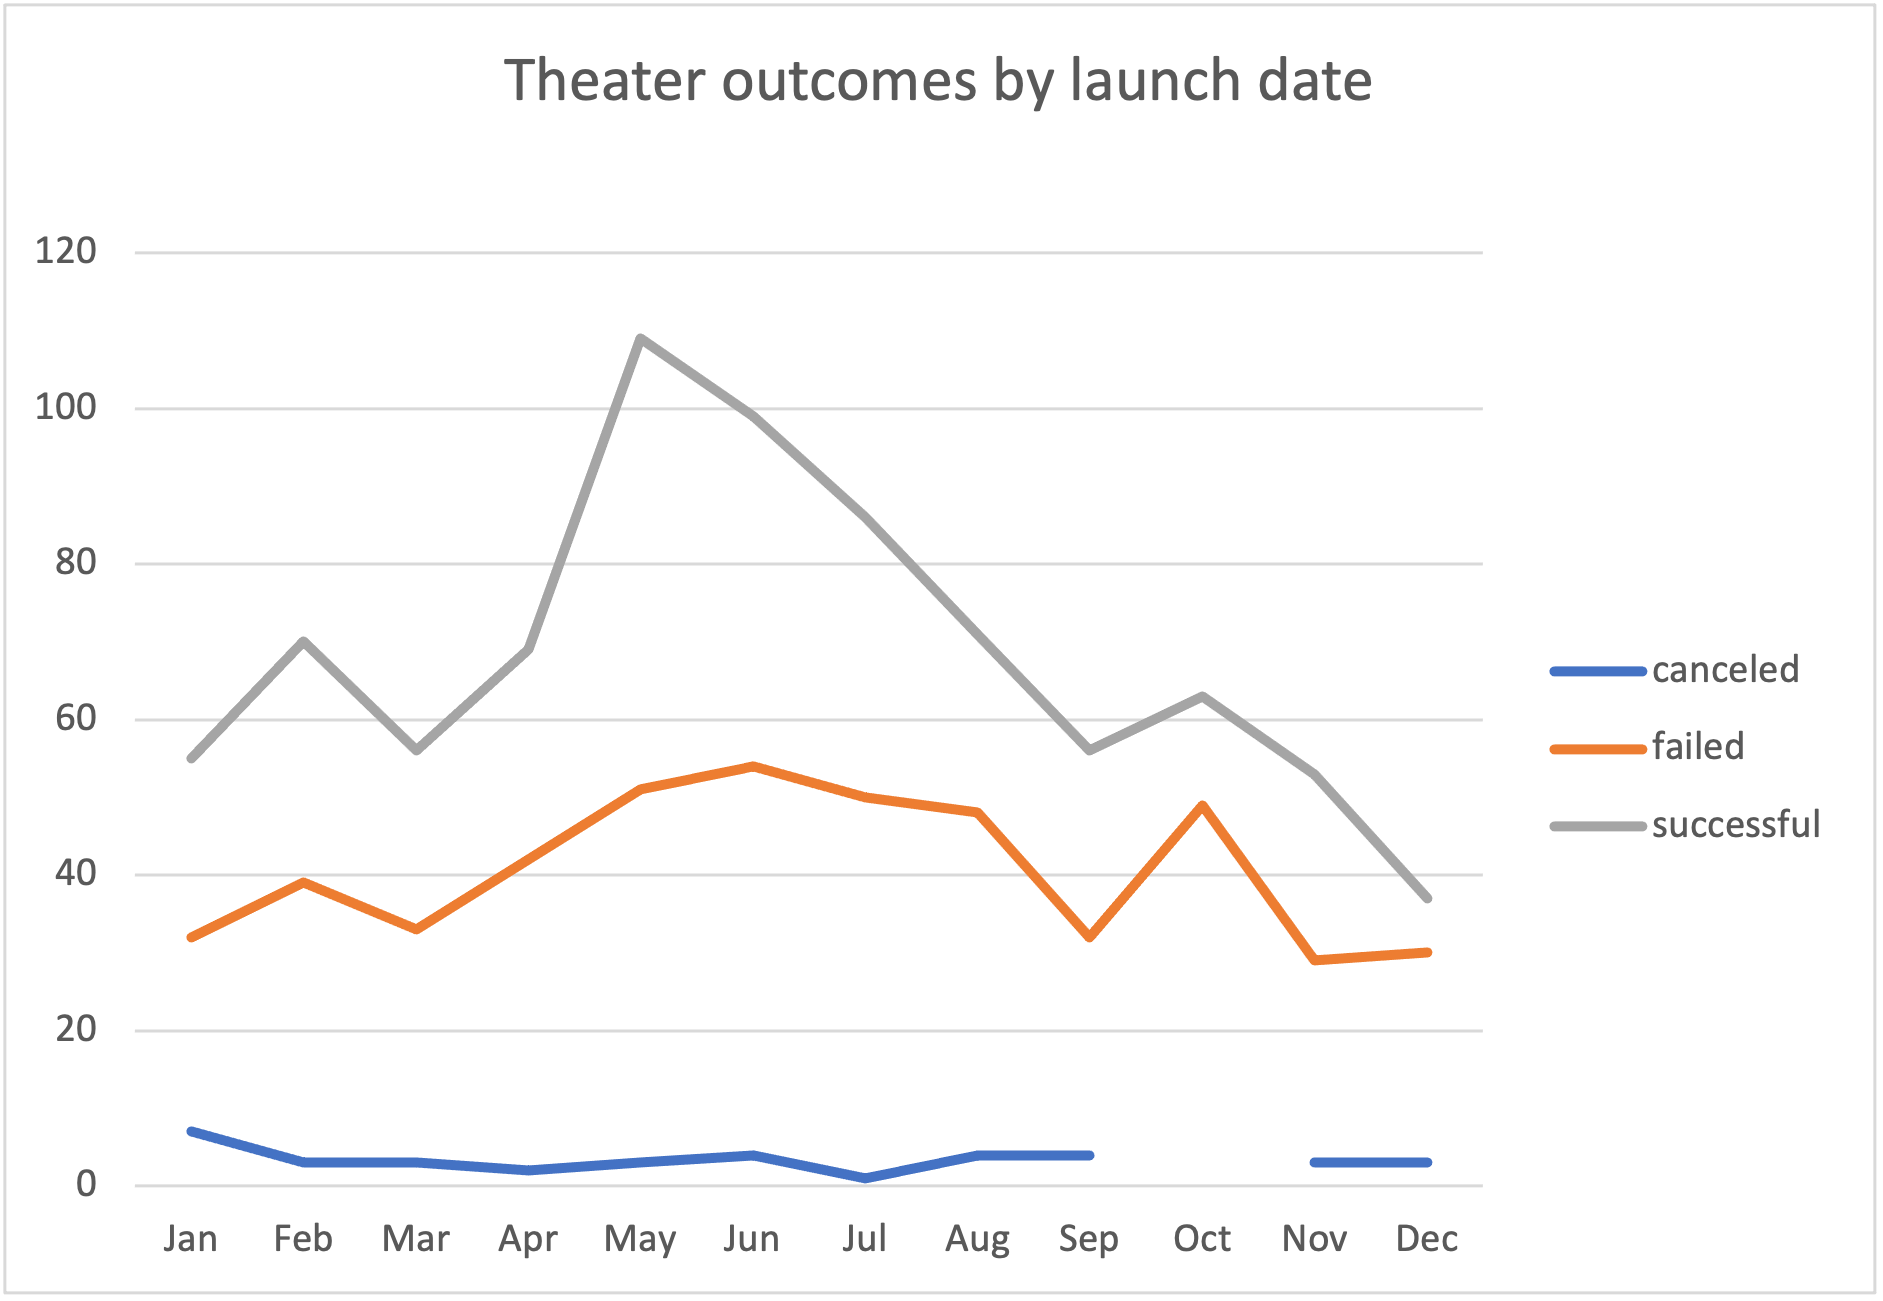 Theater outcomes by launch date
120
100
80
60
40
20
0
Jan Feb Mar Apr May Jun Jul Aug Sep Oct Nov Dec
canceled
failed
successful